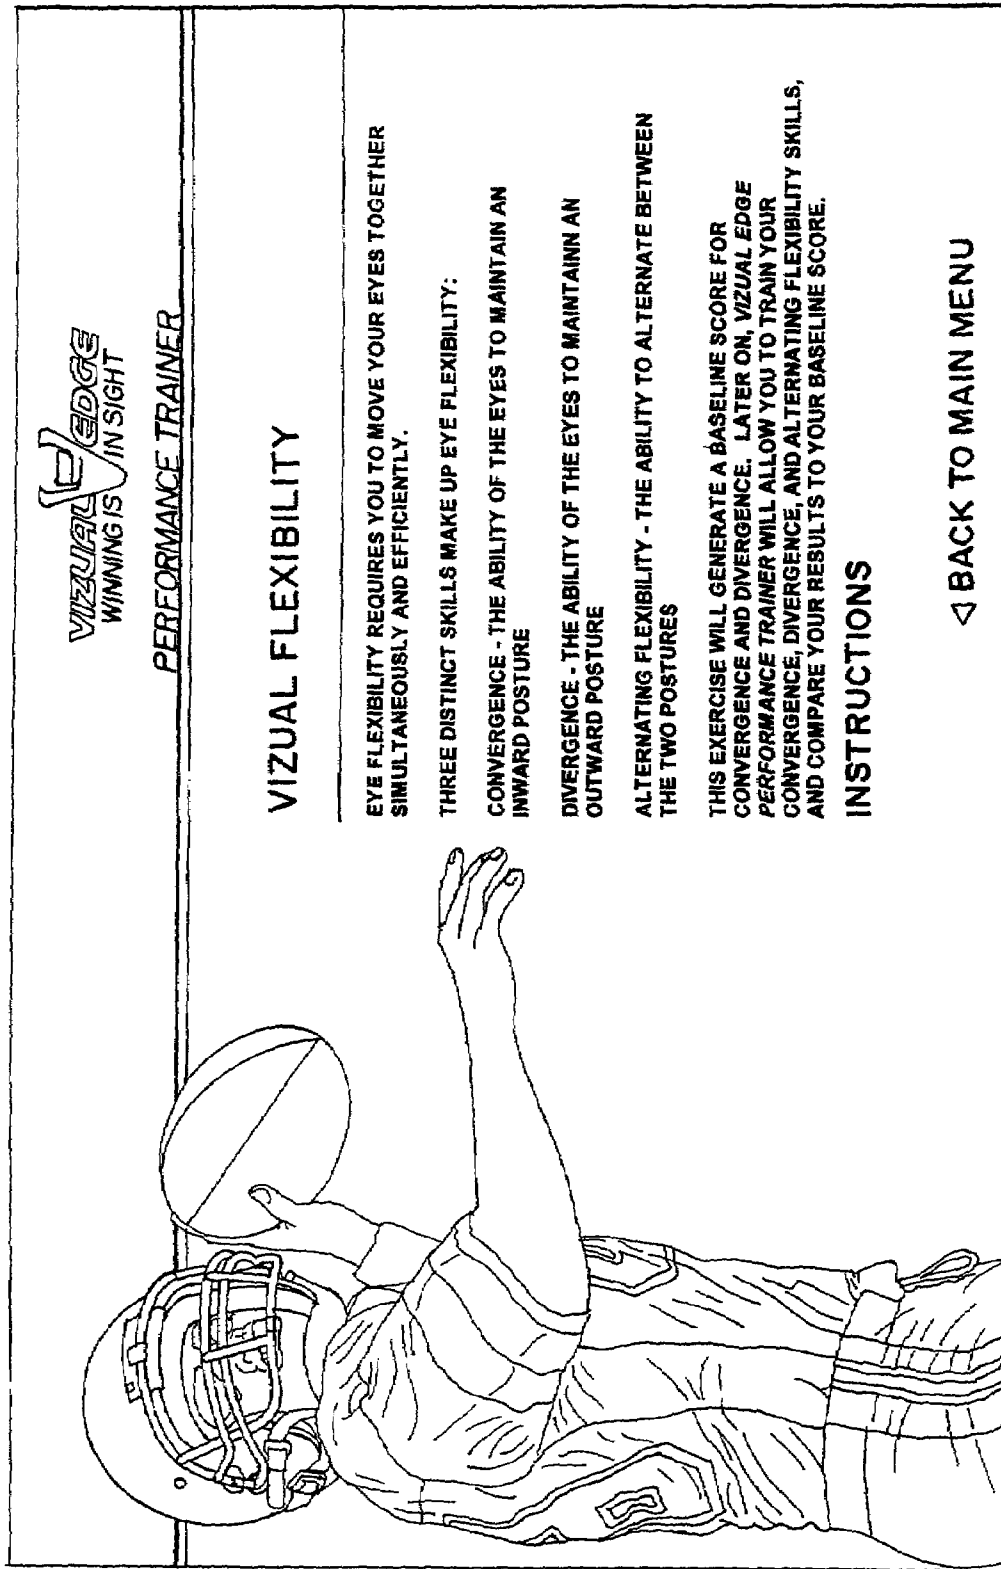 VIZUAL EDGE
WINNING IS IN SIGHT
PERFORMANCE TRAINER
VIZUAL FLEXIBILITY
EYE FLEXIBILITY REQUIRES YOU TO MOVE YOUR EYES TOGETHER
SIMULTANEOUSLY AND EFFICIENTLY.
THREE DISTINCT SKILLS MAKE UP EYE FLEXIBILITY:
CONVERGENCE - THE ABILITY OF THE EYES TO MAINTAIN AN
INWARD POSTURE
DIVERGENCE - THE ABILITY OF THE EYES TO MAINTAINN AN
OUTWARD POSTURE
ALTERNATING FLEXIBILITY - THE ABILITY TO ALTERNATE BETWEEN
THE TWO POSTURES
THIS EXERCISE WILL GENERATE A BASELINE SCORE FOR
CONVERGENCE AND DIVERGENCE. LATER ON, VIZUAL EDGE
PERFORMANCE TRAINER WILL ALLOW YOU TO TRAIN YOUR
CONVERGENCE, DIVERGENCE, AND ALTERNATING FLEXIBILITY SKILLS,
AND COMPARE YOUR RESULTS TO YOUR BASELINE SCORE.
INSTRUCTIONS
◁ BACK TO MAIN MENU